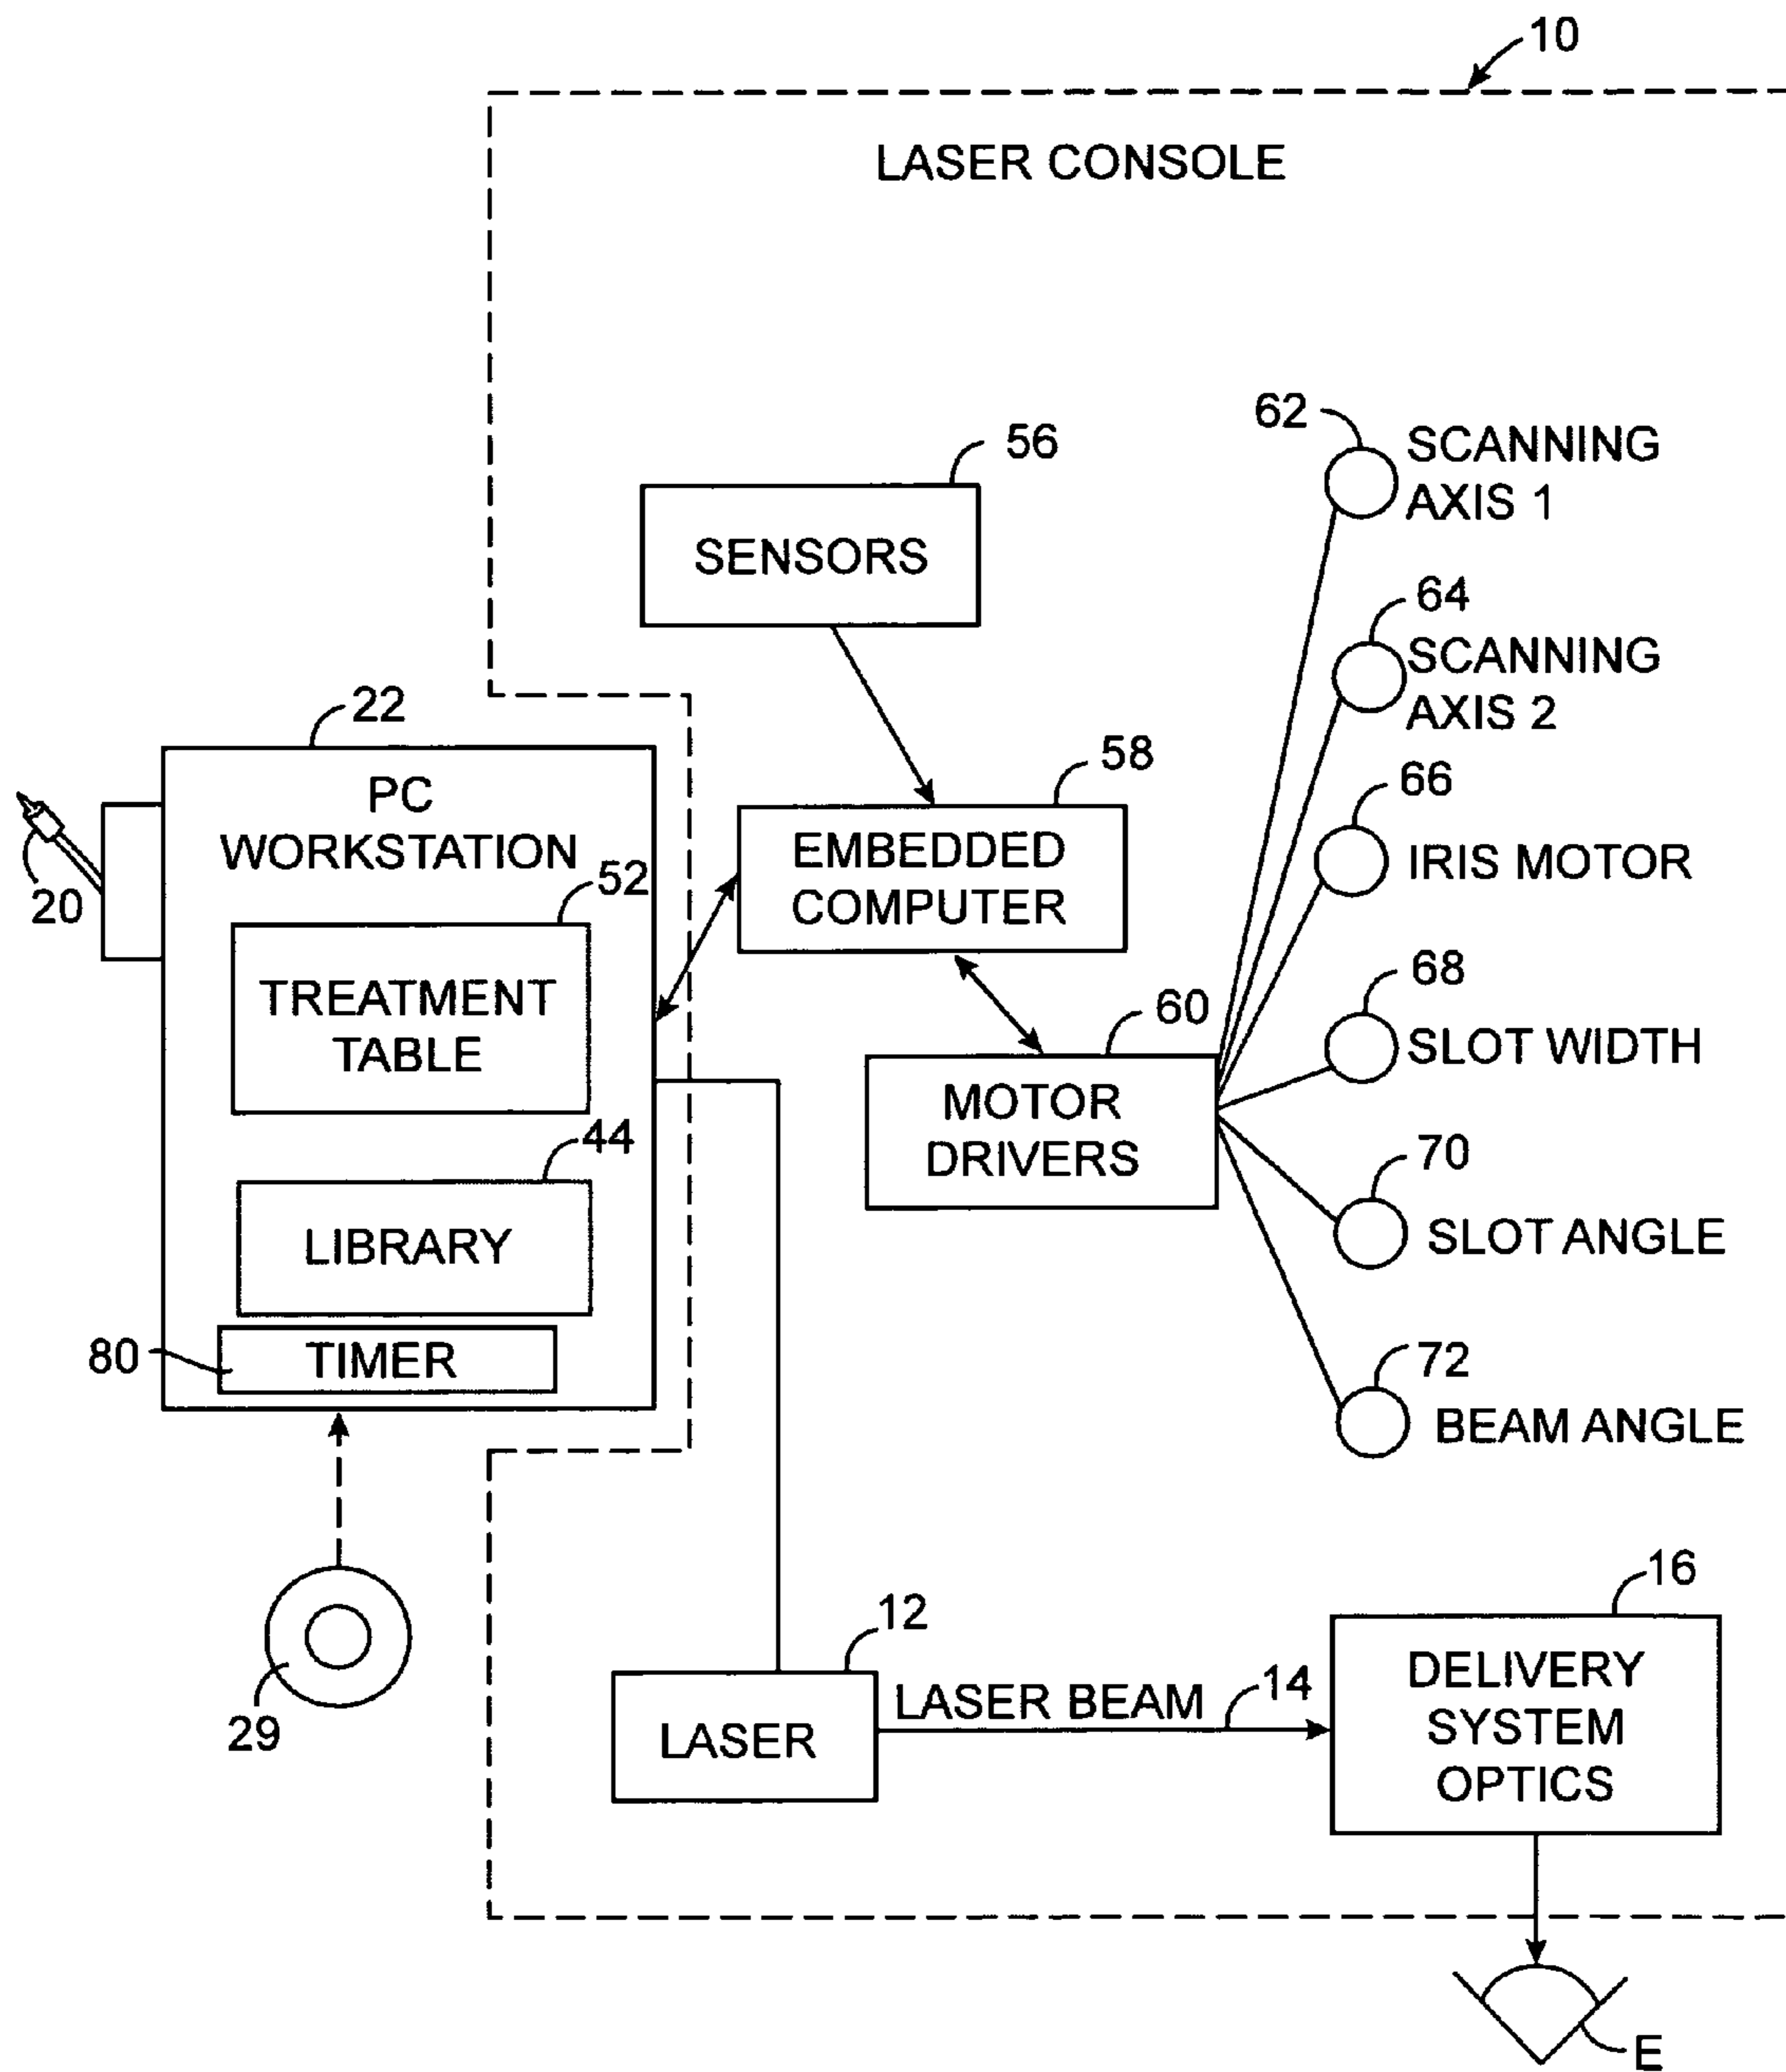 10
LASER CONSOLE
62
SCANNING
AXIS 1
56
SENSORS
64
SCANNING
AXIS 2
22
PC
WORKSTATION
58
EMBEDDED
COMPUTER
66
IRIS MOTOR
20
52
TREATMENT
TABLE
68
SLOT WIDTH
60
MOTOR
DRIVERS
44
LIBRARY
70
SLOT ANGLE
80
TIMER
72
BEAM ANGLE
29
12
LASER
LASER BEAM
14
16
DELIVERY
SYSTEM
OPTICS
E